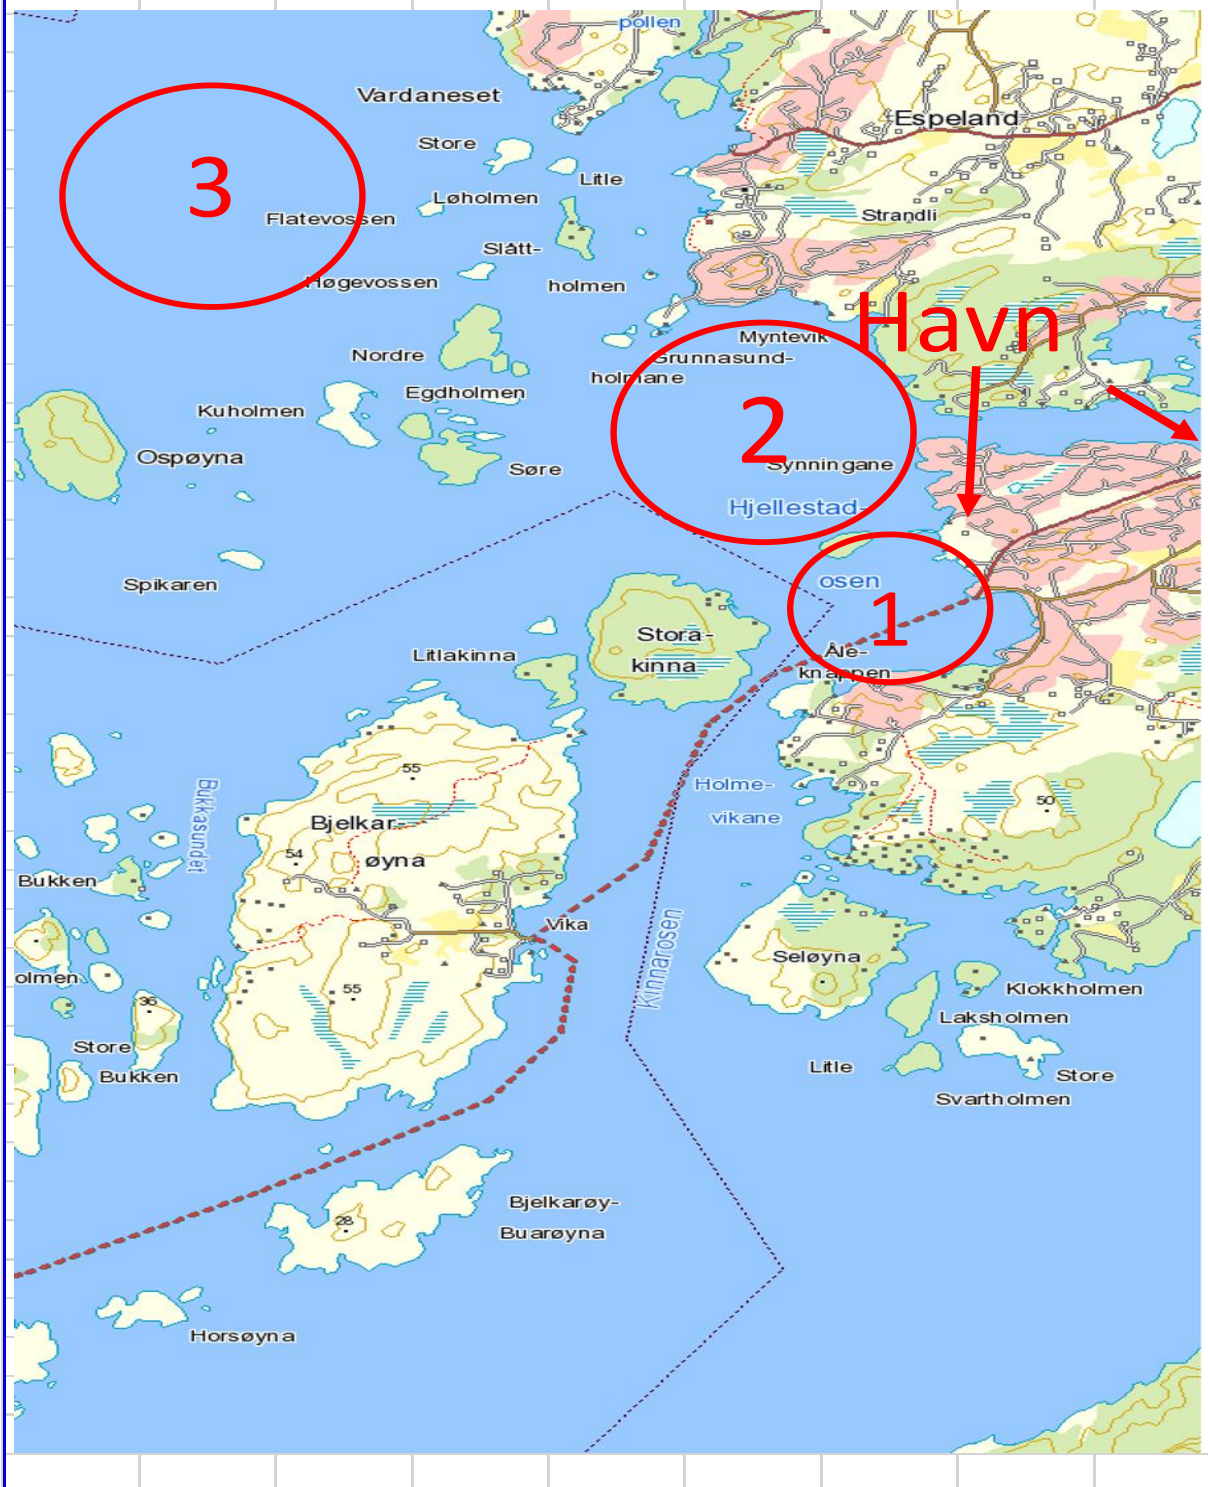 pollen
Vardaneset
Espeland
Store
3
Litle
Løholmen
Flatevossen
Strandli
Slått-
Høgevossen
holmen
Havn
Myntevik
Nordre
Grunnasund-
holmane
Egdholmen
Kuholmen
2
Ospøyna
Søre
Synningane
Hjellestad-
Spikaren
osen
1
Stora-
kinna
Litlakinna
Åle-
knappen
55
Holme-
vikane
50
Bukkasundet
Bjelkar-
øyna
54
Bukken
Vika
Kinnarosen
Seløyna
olmen
Klokkholmen
55
36
Laksholmen
Store
Bukken
Litle
Store
Svartholmen
Bjelkarøy-
Buarøyna
28
Horsøyna